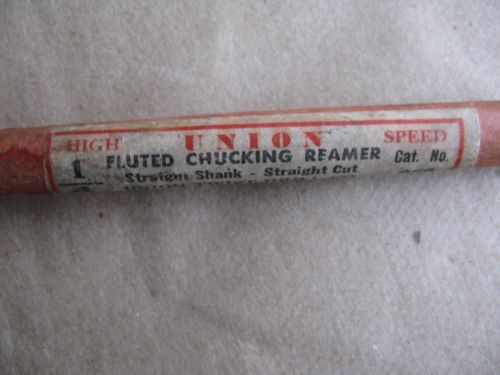 HIGH UNION SPEED
1 FLUTED CHUCKING REAMER Cat. No.
Straight Shank - Straight Cut